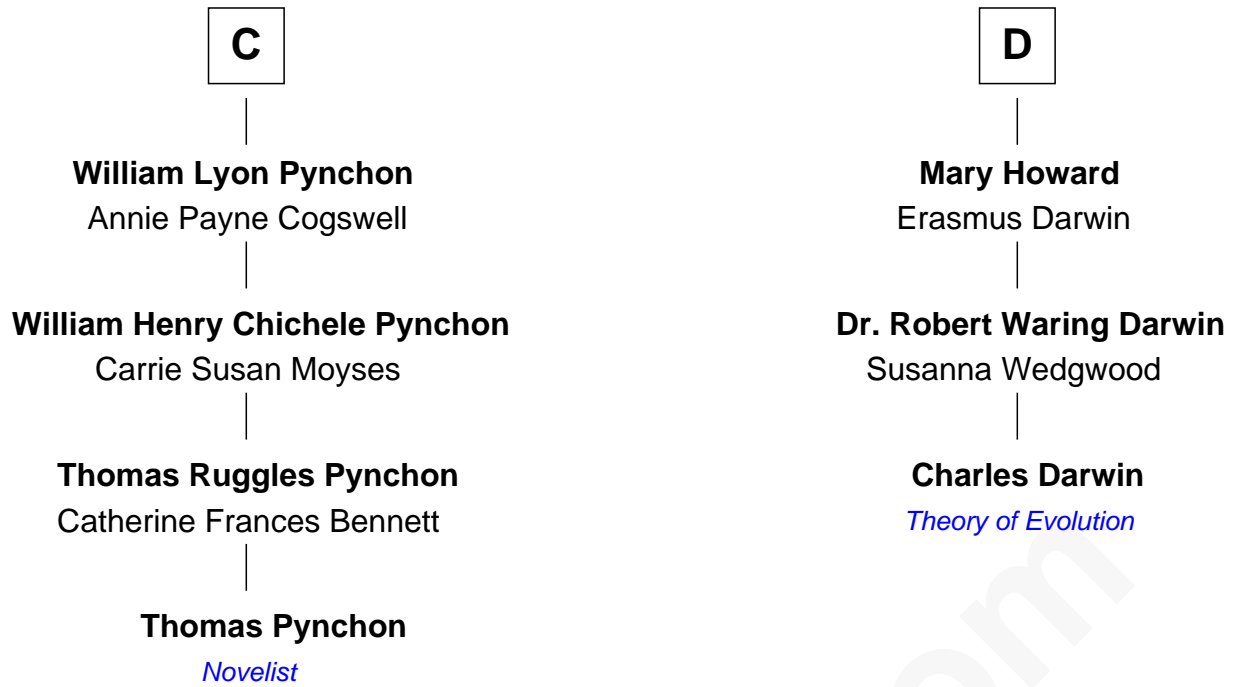 C
William Lyon Pynchon
Annie Payne Cogswell
William Henry Chichele Pynchon
Carrie Susan Moyses
Thomas Ruggles Pynchon
Catherine Frances Bennett
Thomas Pynchon
Novelist
D
Mary Howard
Erasmus Darwin
Dr. Robert Waring Darwin
Susanna Wedgwood
Charles Darwin
Theory of Evolution
om